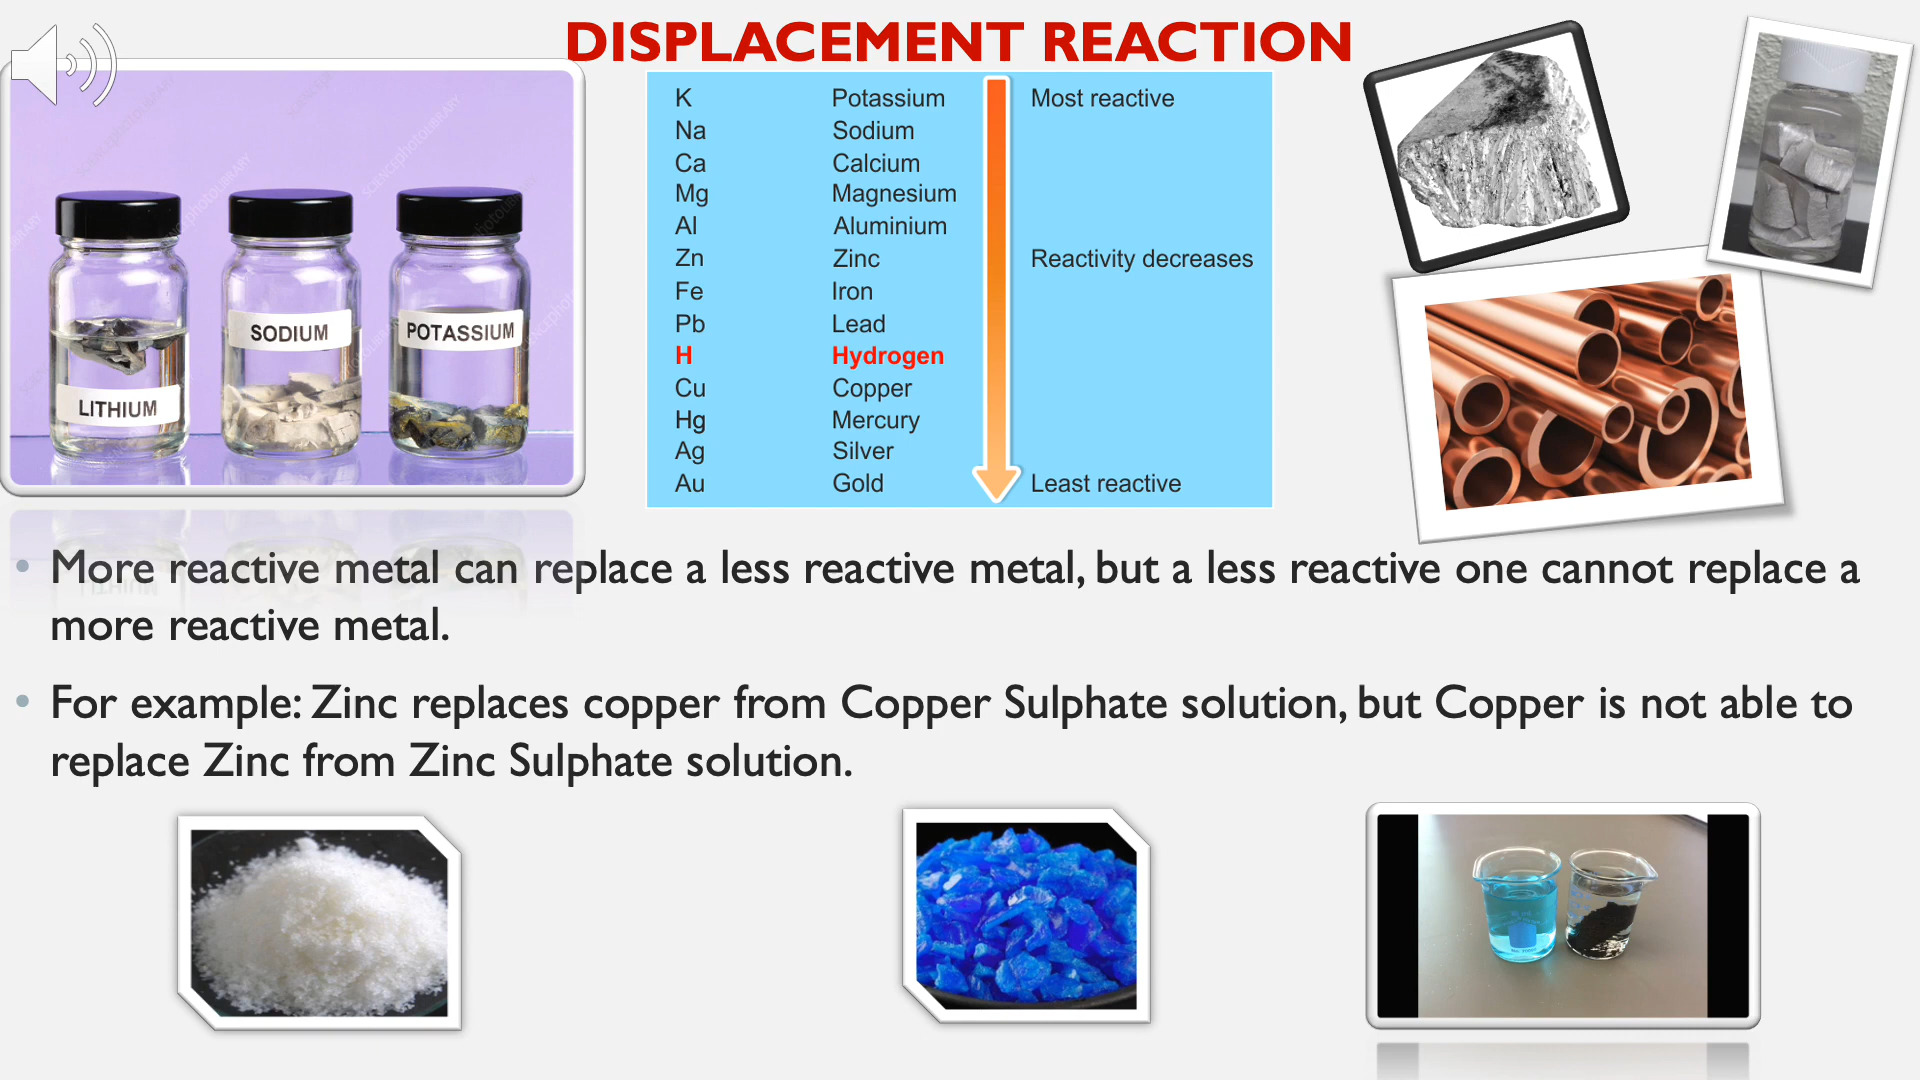 DISPLACEMENT REACTION
LITHIUM
SODIUM
POTASSIUM
K Potassium Most reactive
Na Sodium
Ca Calcium
Mg Magnesium
Al Aluminium
Zn Zinc Reactivity decreases
Fe Iron
Pb Lead
H Hydrogen
Cu Copper
Hg Mercury
Ag Silver
Au Gold Least reactive
• More reactive metal can replace a less reactive metal, but a less reactive one cannot replace a
more reactive metal.
• For example: Zinc replaces copper from Copper Sulphate solution, but Copper is not able to
replace Zinc from Zinc Sulphate solution.